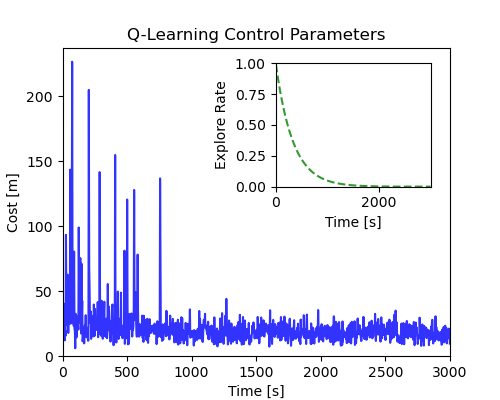 Q-Learning Control Parameters
Cost [m]
200
150
100
50
0
0 500 1000 1500 2000 2500 3000
Time [s]
Explore Rate
1.00
0.75
0.50
0.25
0.00
0 2000
Time [s]